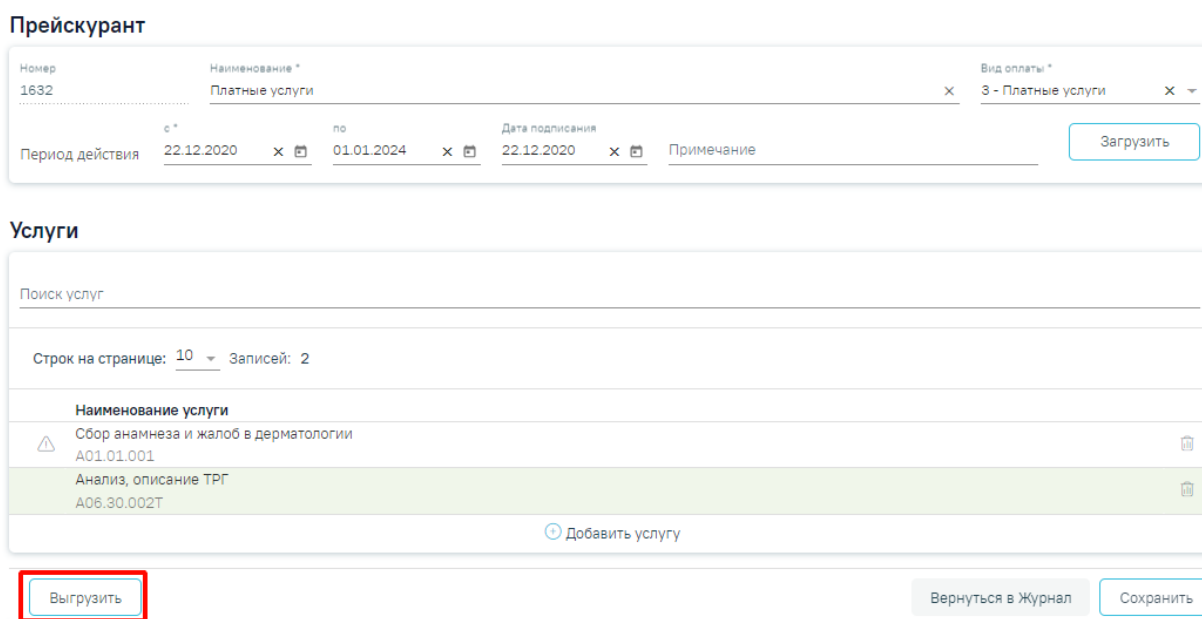 Прейскурант
Номер Наименование * Вид оплаты *
1632 Платные услуги 3 - Платные услуги
с * по Дата подписания
Период действия 22.12.2020 01.01.2024 22.12.2020 Примечание Загрузить
Услуги
Поиск услуг
Строк на странице: 10 Записей: 2
Наименование услуги
Сбор анамнеза и жалоб в дерматологии
A01.01.001
Анализ, описание ТРГ
A06.30.002Т
Добавить услугу
Выгрузить Вернуться в Журнал Сохранить